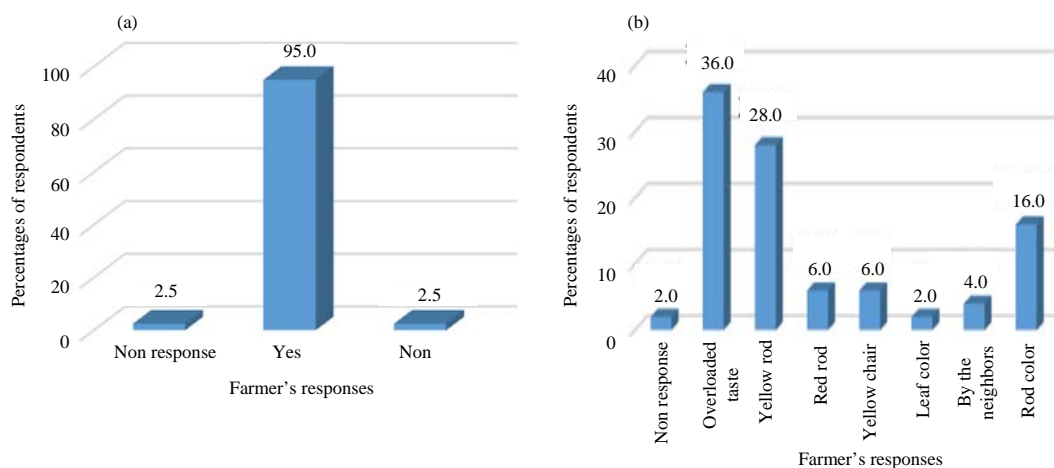 (a)
Percentages of respondents
100
80
60
40
20
0
2.5
95.0
2.5
Non response
Yes
Non
Farmer's responses
(b)
Percentages of respondents
40
30
20
10
0
2.0
36.0
28.0
6.0
6.0
2.0
4.0
16.0
Non response
Overloaded
taste
Yellow rod
Red rod
Yellow chair
Leaf color
By the
neighbors
Rod color
Farmer's responses